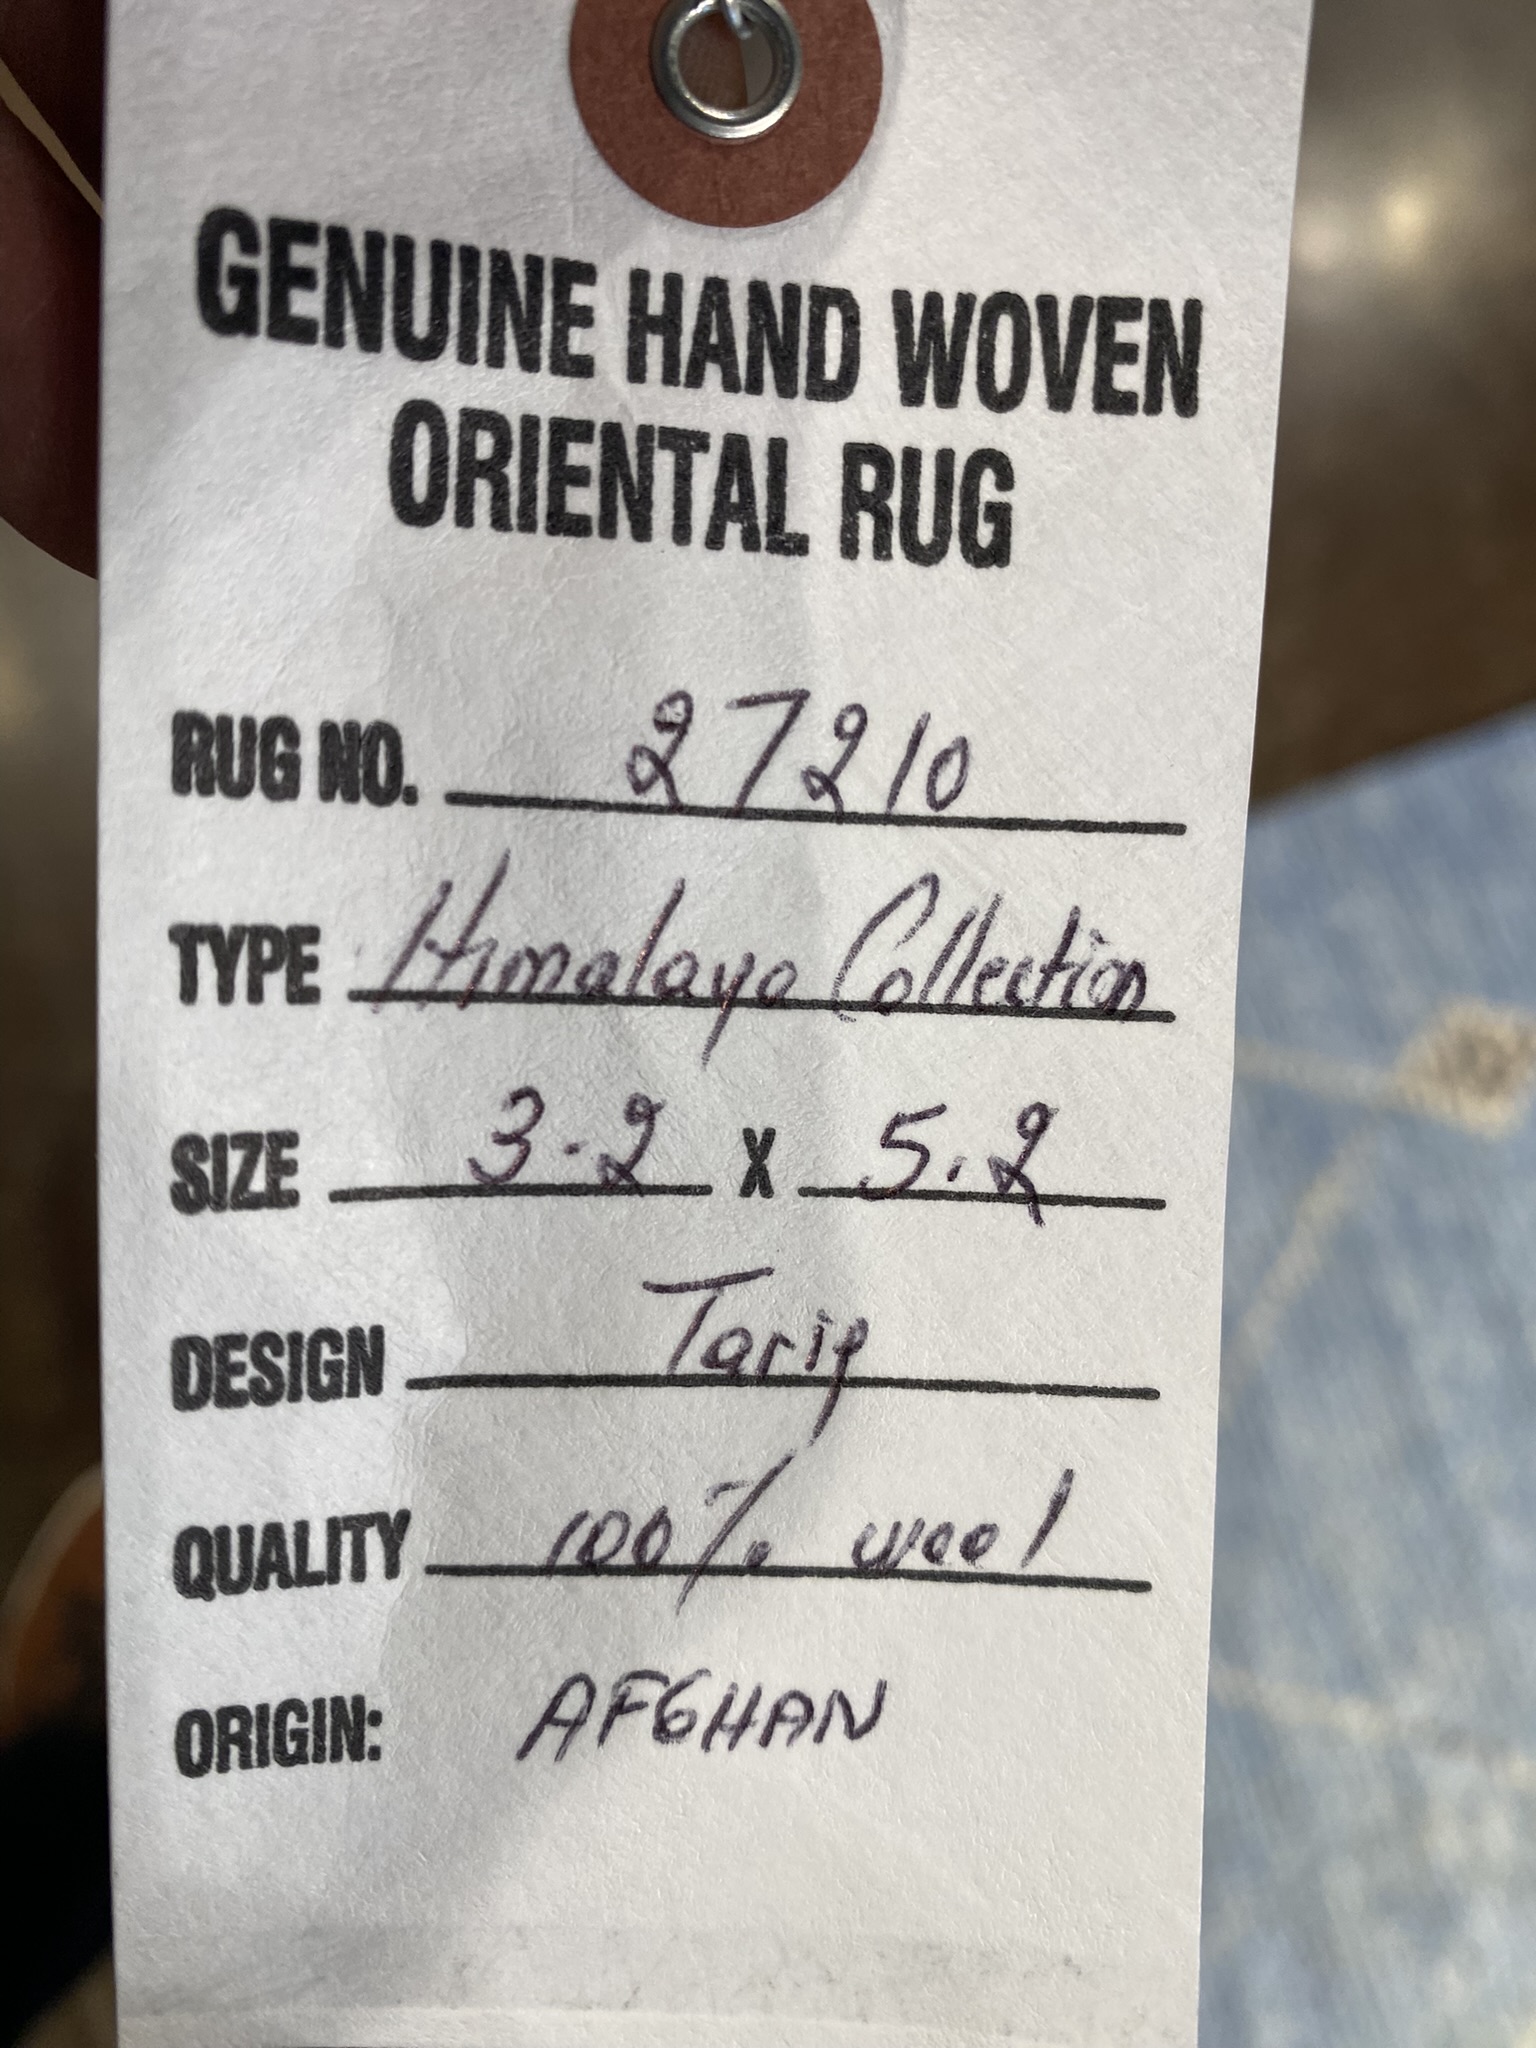 GENUINE HAND WOVEN
ORIENTAL RUG
RUG NO. 27210
TYPE Himalaya Collection
SIZE 3.2 X 5.2
DESIGN Tariq
QUALITY 100% wool
ORIGIN: AFGHAN